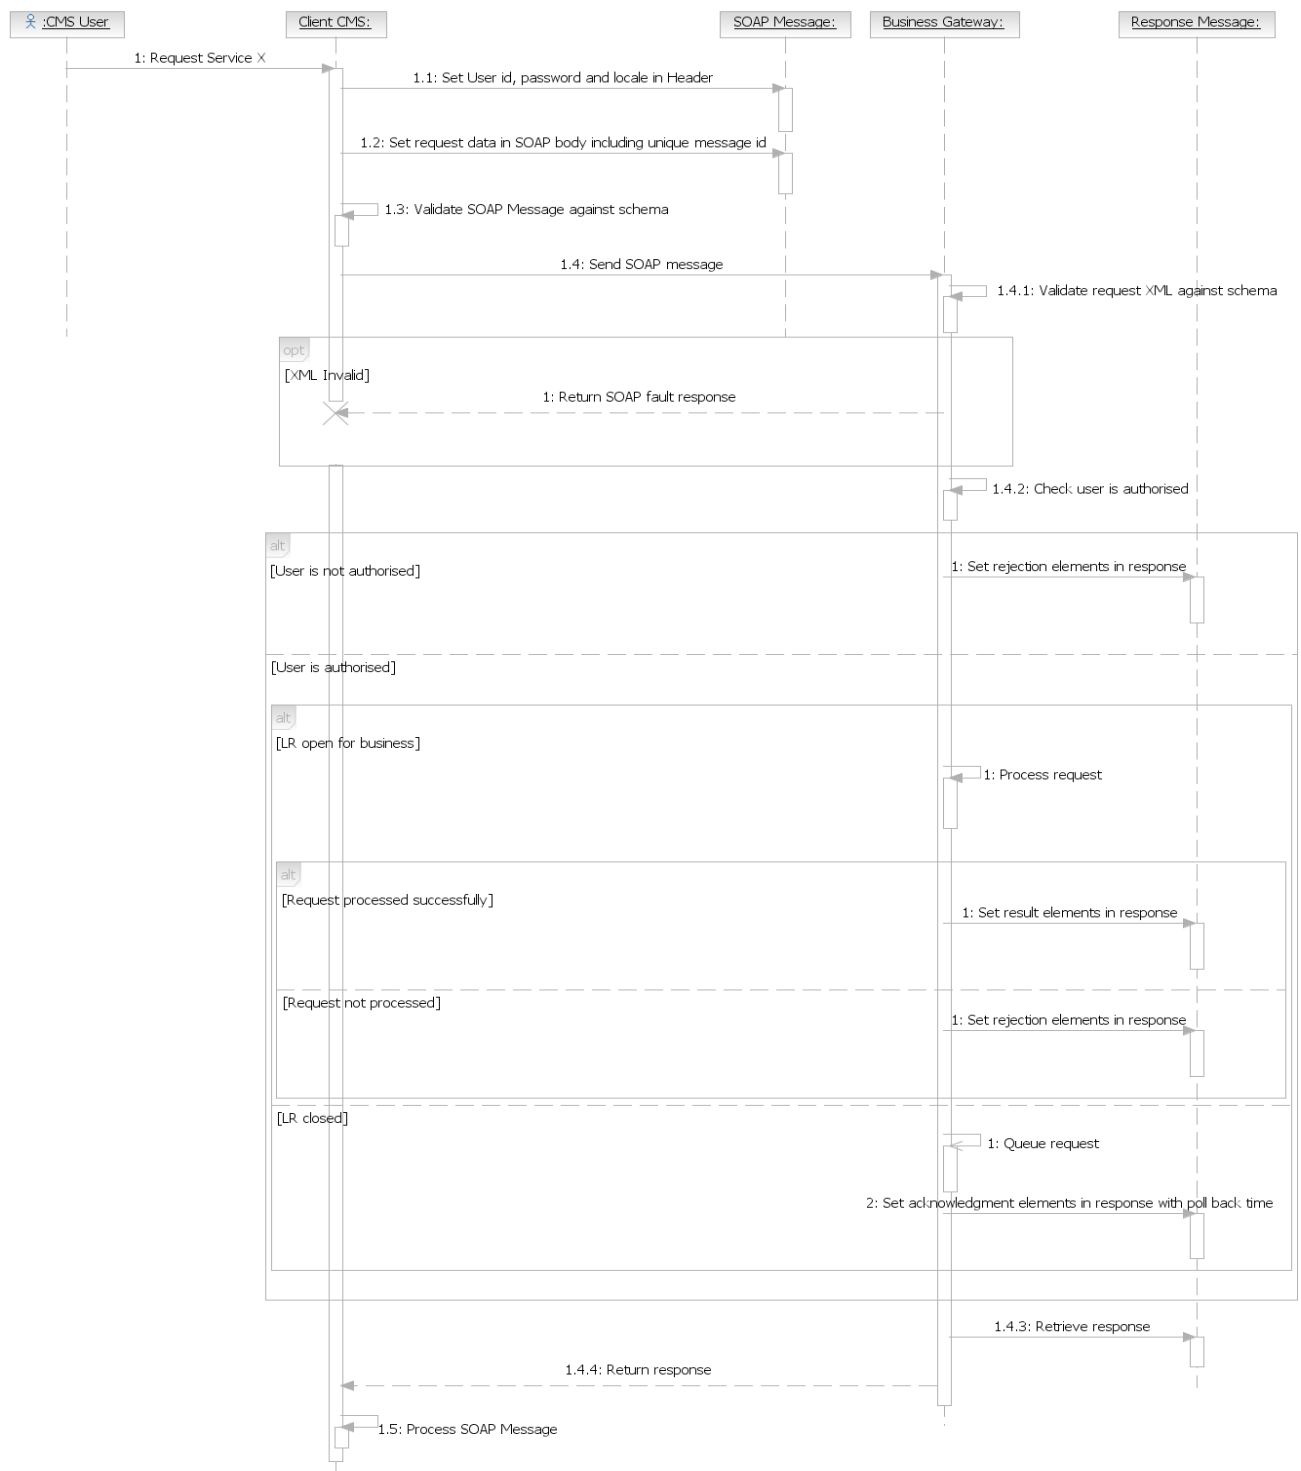 :CMS User
Client CMS:
SOAP Message:
Business Gateway:
Response Message:
1: Request Service X
1.1: Set User id, password and locale in Header
1.2: Set request data in SOAP body including unique message id
1.3: Validate SOAP Message against schema
1.4: Send SOAP message
1.4.1: Validate request XML against schema
opt
[XML Invalid]
1: Return SOAP fault response
1.4.2: Check user is authorised
alt
[User is not authorised]
1: Set rejection elements in response
[User is authorised]
alt
[LR open for business]
1: Process request
alt
[Request processed successfully]
1: Set result elements in response
[Request not processed]
1: Set rejection elements in response
[LR closed]
1: Queue request
2: Set acknowledgment elements in response with poll back time
1.4.3: Retrieve response
1.4.4: Return response
1.5: Process SOAP Message